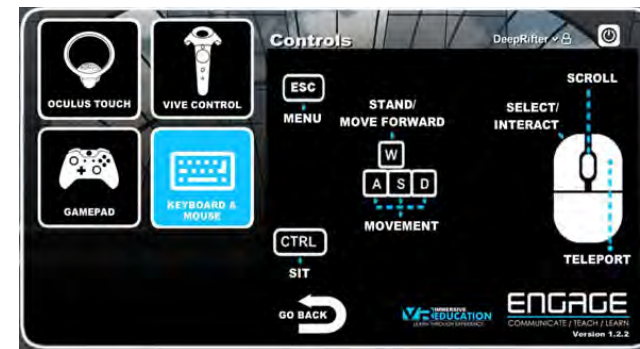 Controls
DeepRifter
OCULUS TOUCH
VIVE CONTROL
GAMEPAD
KEYBOARD &
MOUSE
ESC
MENU
STAND/
MOVE FORWARD
W
A S D
MOVEMENT
CTRL
SIT
GO BACK
SCROLL
SELECT/
INTERACT
TELEPORT
VR IMMERSIVE
EDUCATION
LEARN THROUGH EXPERIENCE
ENGAGE
COMMUNICATE / TEACH / LEARN
Version 1.2.2